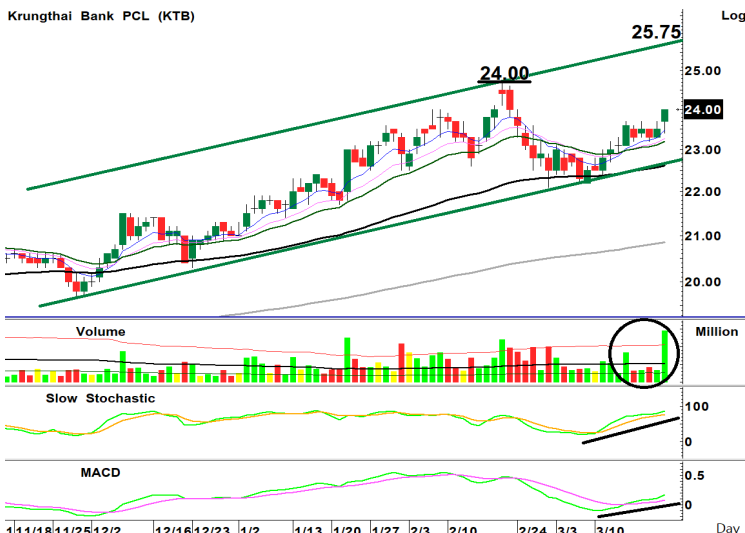 Krungthai Bank PCL (KTB) Log
25.75
24.00
25.00
24.00
23.00
22.00
21.00
20.00
Volume Million
Slow Stochastic
100
0
MACD
0.5
0
11/18 11/25 12/2 12/16 12/23 1/2 1/13 1/20 1/27 2/3 2/10 2/24 3/3 3/10 Day